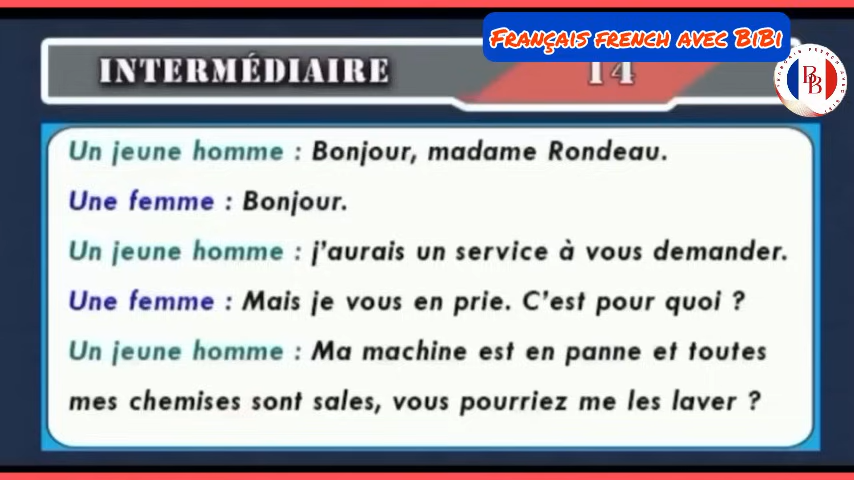 Français french avec BiBi
INTERMÉDIAIRE 14
Un jeune homme : Bonjour, madame Rondeau.
Une femme : Bonjour.
Un jeune homme : j'aurais un service à vous demander.
Une femme : Mais je vous en prie. C'est pour quoi ?
Un jeune homme : Ma machine est en panne et toutes
mes chemises sont sales, vous pourriez me les laver ?